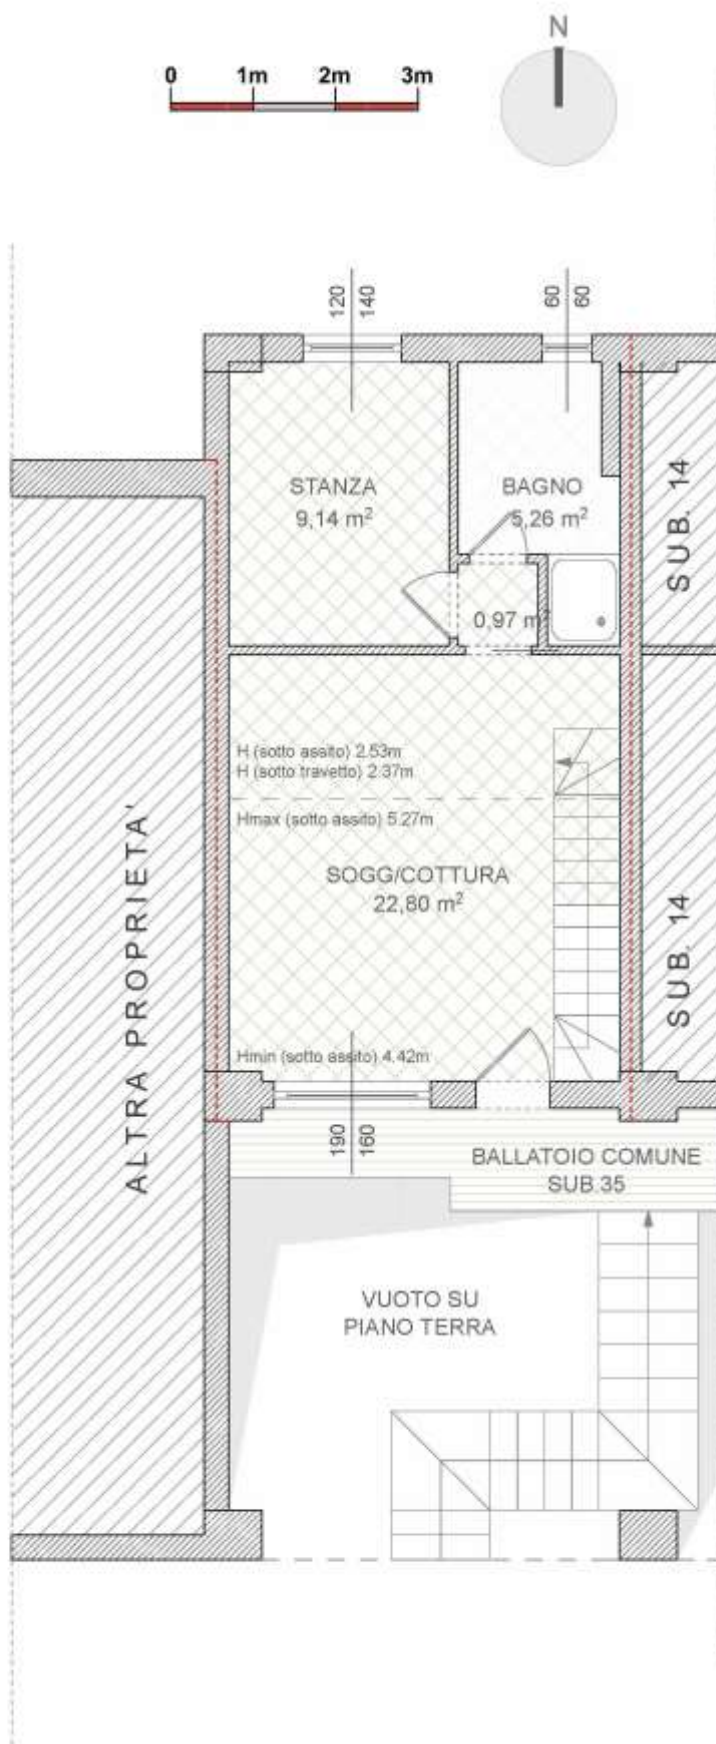 N
0 1m 2m 3m
120
140
60
60
STANZA
9,14 m²
BAGNO
5,26 m²
SUB. 14
0,97 m²
H (sotto assito) 2.53m
H (sotto travetto) 2.37m
Hmax (sotto assito) 5.27m
SOGG/COTTURA
22,80 m²
ALTRA PROPRIETA'
SUB. 14
Hmin (sotto assito) 4.42m
190
160
BALLATOIO COMUNE
SUB.35
VUOTO SU
PIANO TERRA